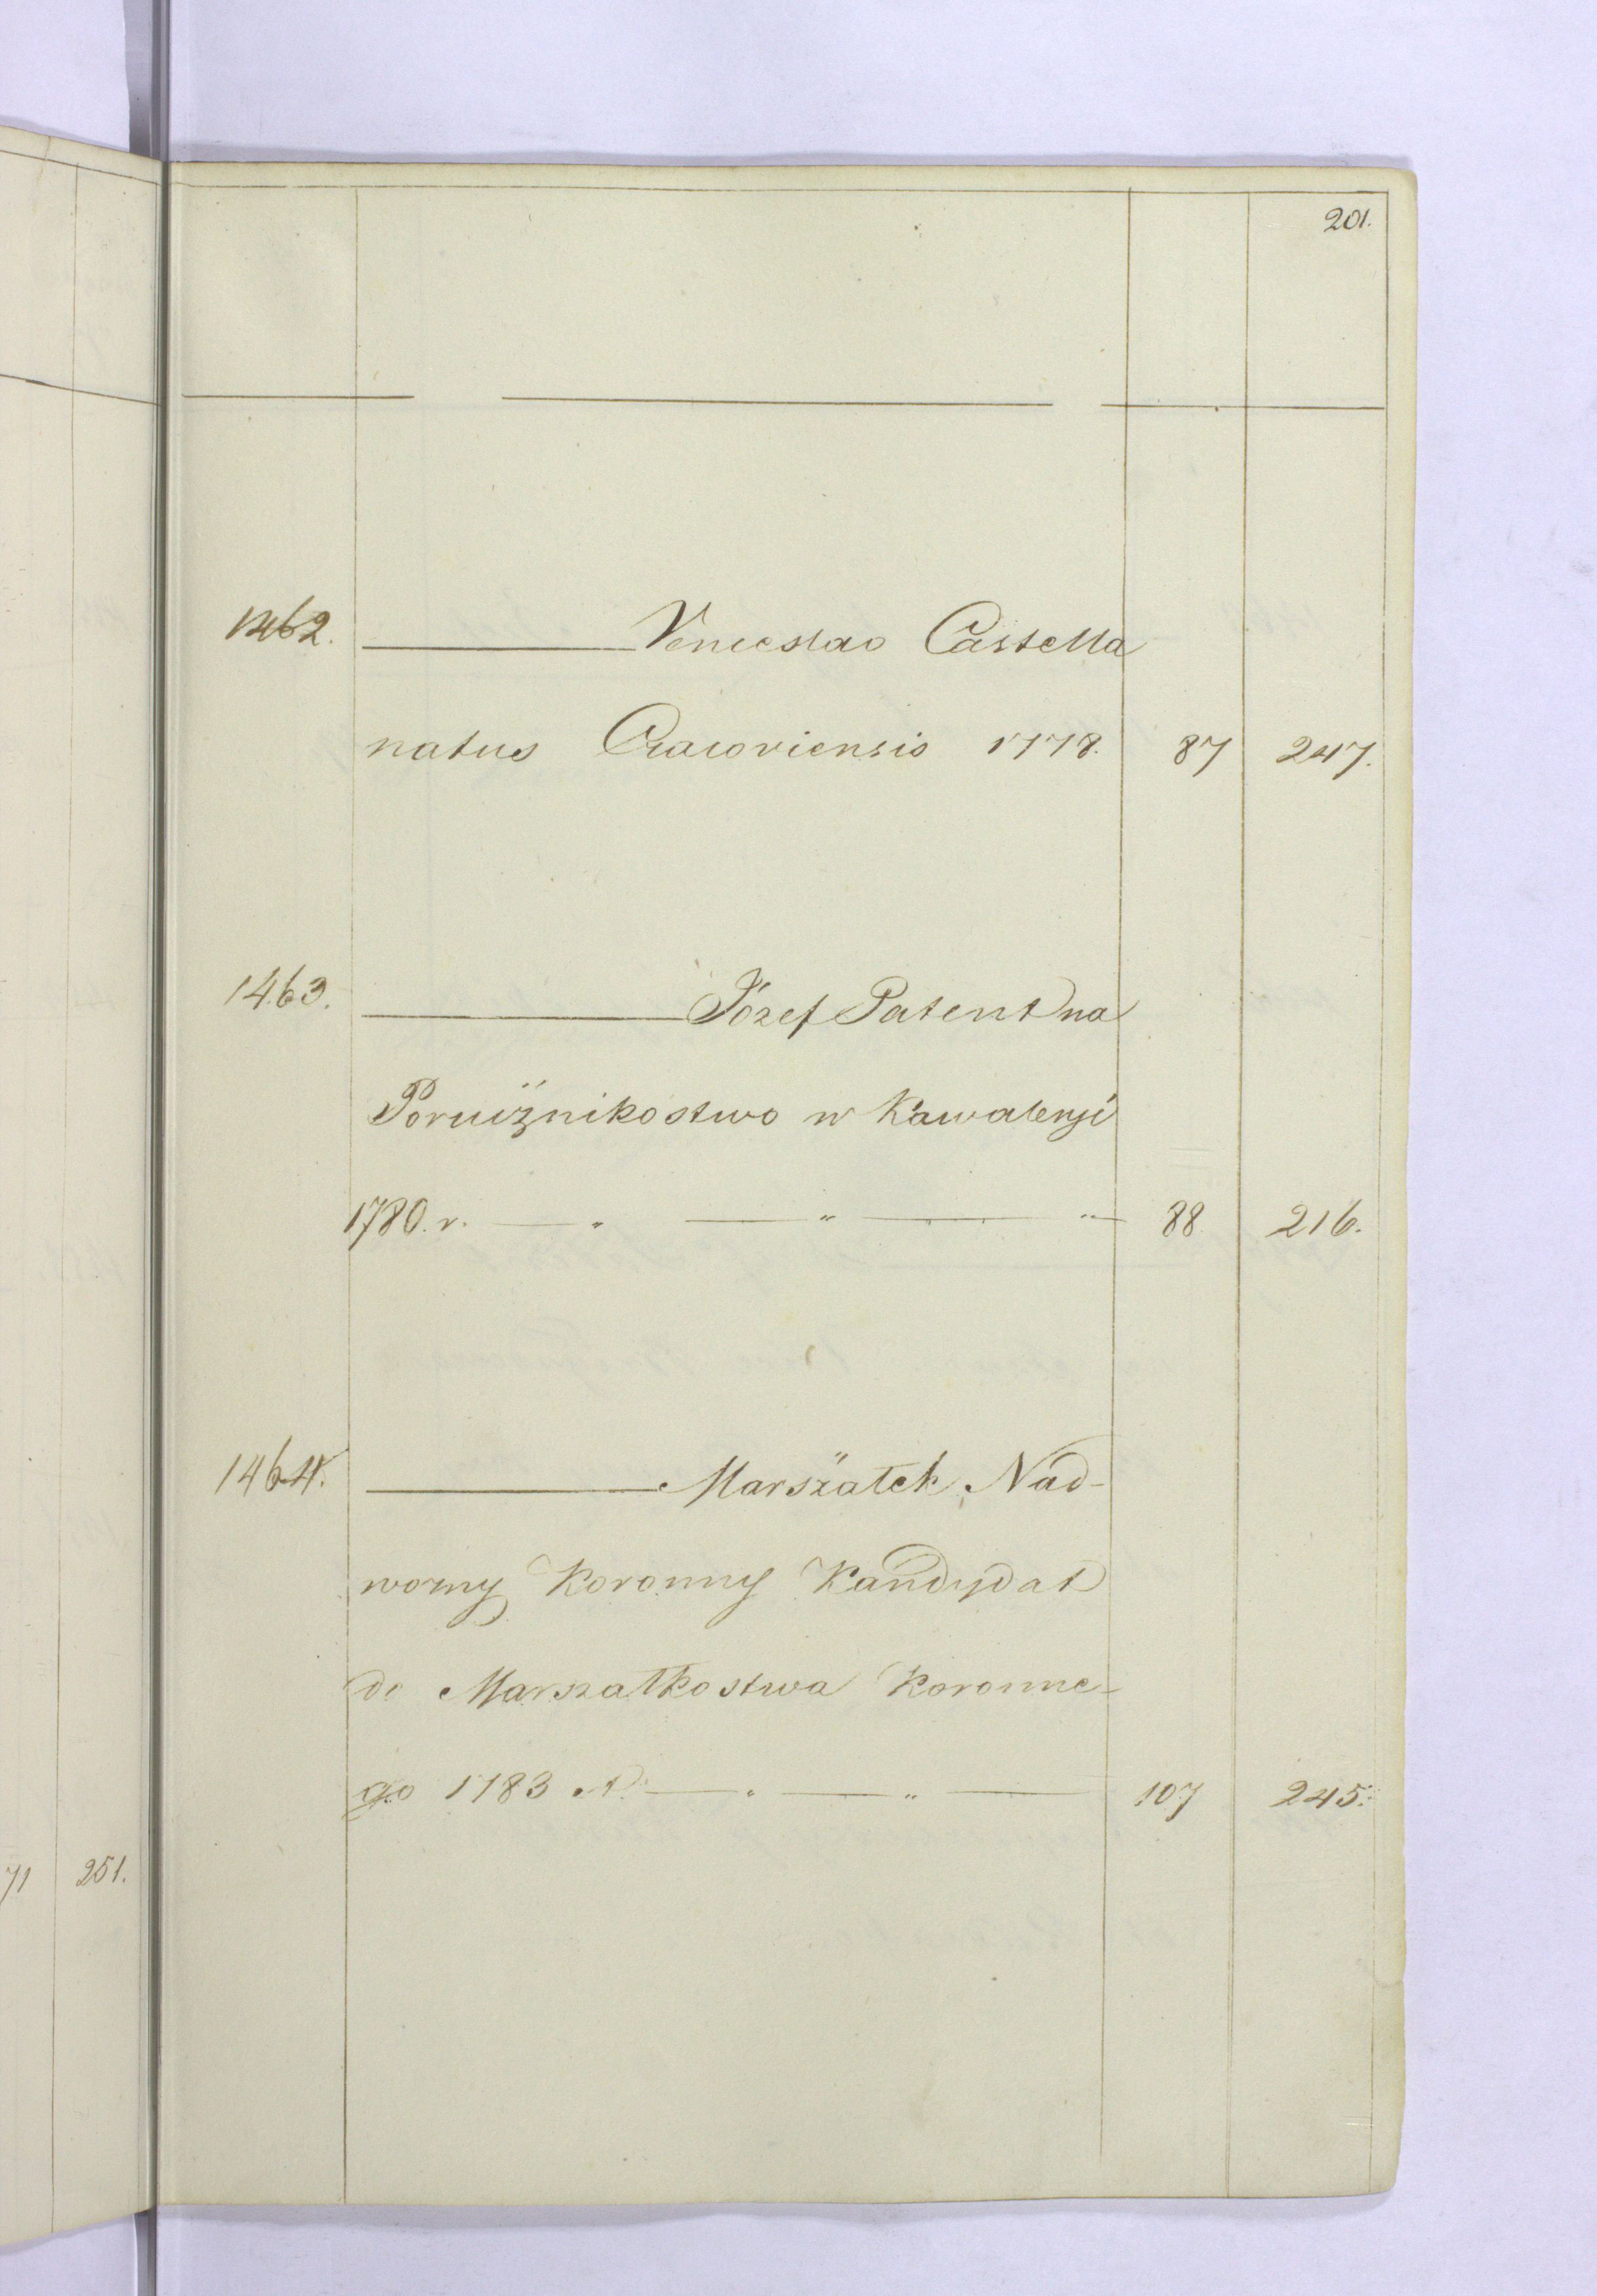 201.
1462. Venceslao Castella
natus Cracoviensis 1778. 87 247.
1463. Józef Patent na
Porucznikostwo w Kawaleryi
1780. r. — " — " — " — 88 216.
1464. Marszałek Nad-
worny Koronny Kandydat
do Marszałkostwa Koronne-
go 1783 — " — " — 107 245.
71 251.